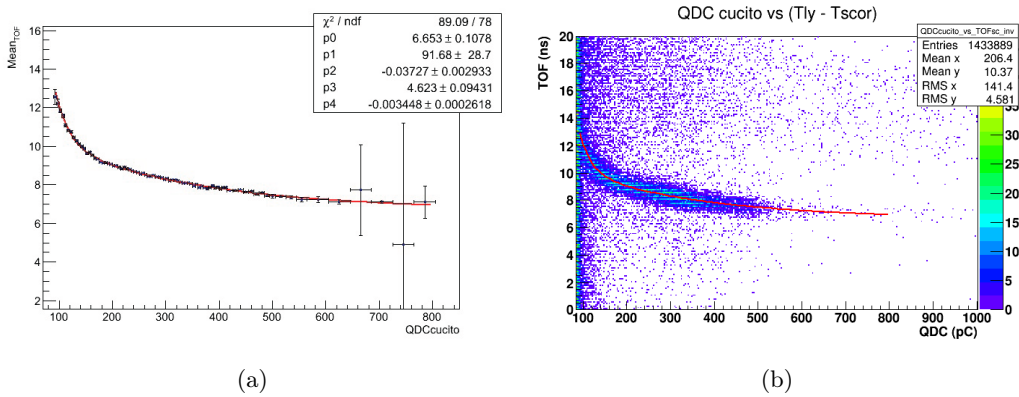 χ² / ndf 89.09 / 78
p0 6.653 ± 0.1078
p1 91.68 ± 28.7
p2 -0.03727 ± 0.002933
p3 4.623 ± 0.09431
p4 -0.003448 ± 0.0002618
Mean_TOF
16
14
12
10
8
6
4
2
100 200 300 400 500 600 700 800
QDCcucito
(a)
QDC cucito vs (Tly - Tscor)
QDCcucito_vs_TOFsc_inv
Entries 1433889
Mean x 206.4
Mean y 10.37
RMS x 141.4
RMS y 4.581
TOF (ns)
20
18
16
14
12
10
8
6
4
2
0
100 200 300 400 500 600 700 800 900 1000
QDC (pC)
35
30
25
20
15
10
5
0
(b)